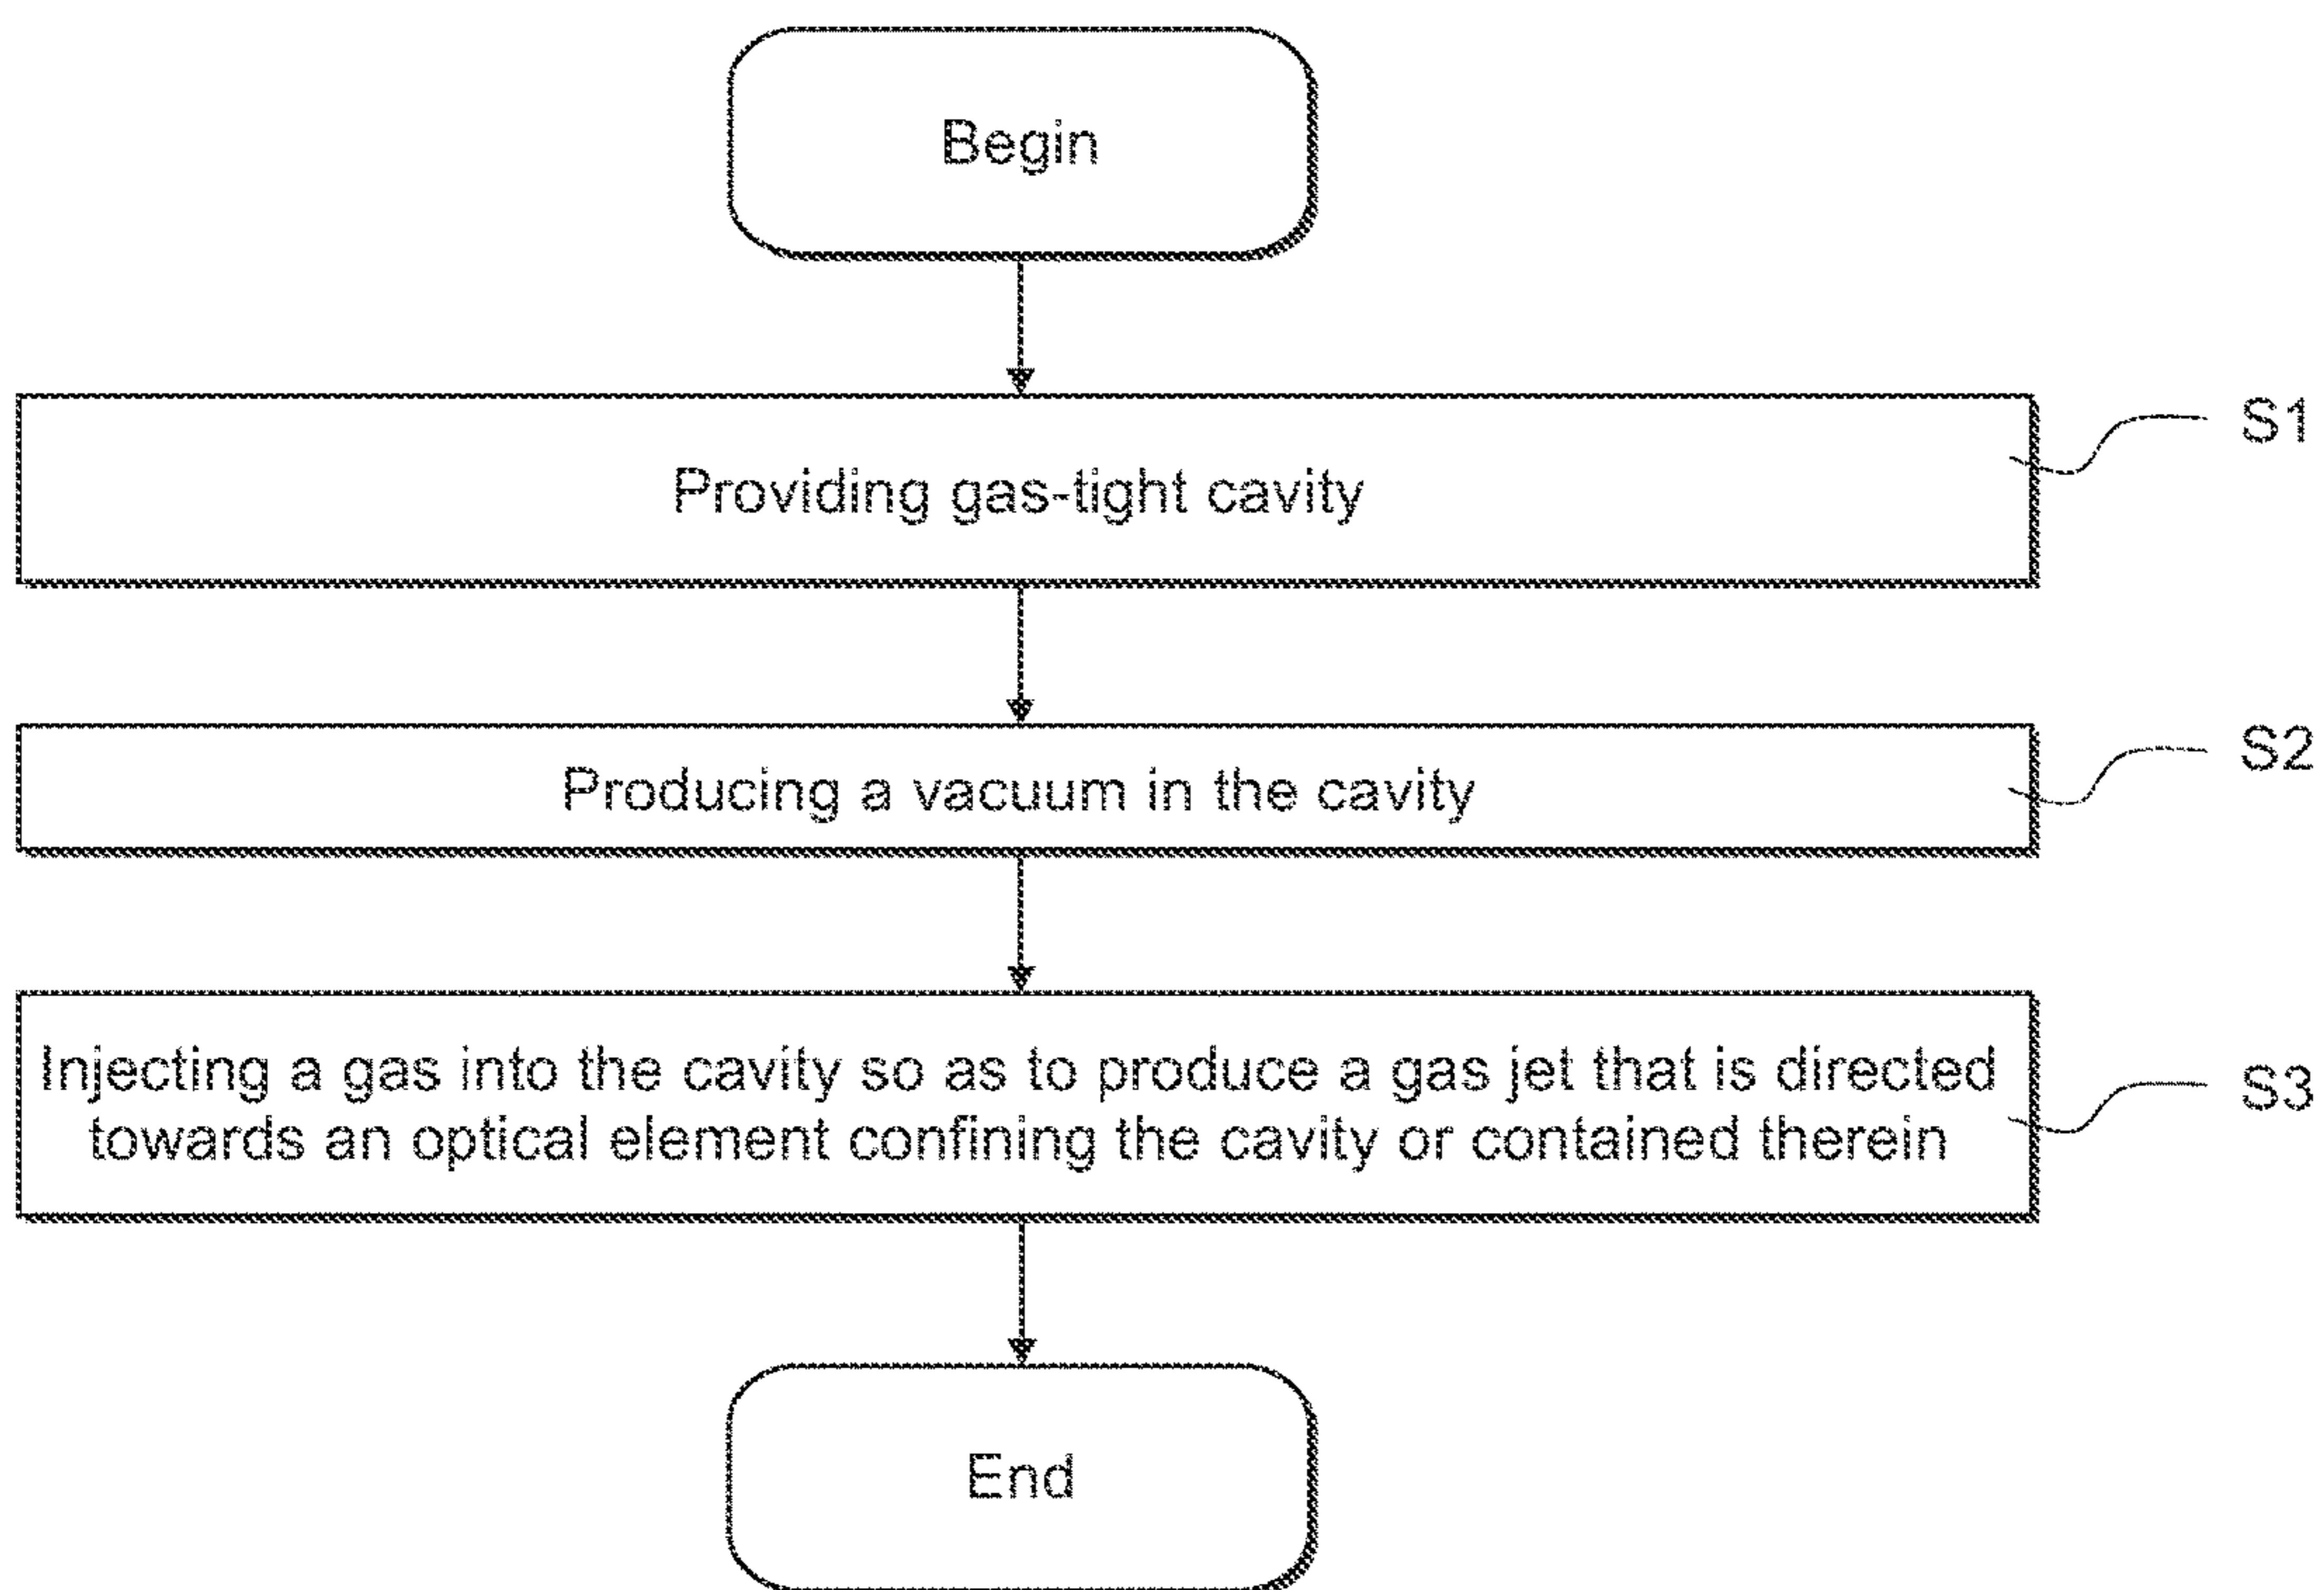 Begin
Providing gas-tight cavity
S1
Producing a vacuum in the cavity
S2
Injecting a gas into the cavity so as to produce a gas jet that is directed
towards an optical element confining the cavity or contained therein
S3
End